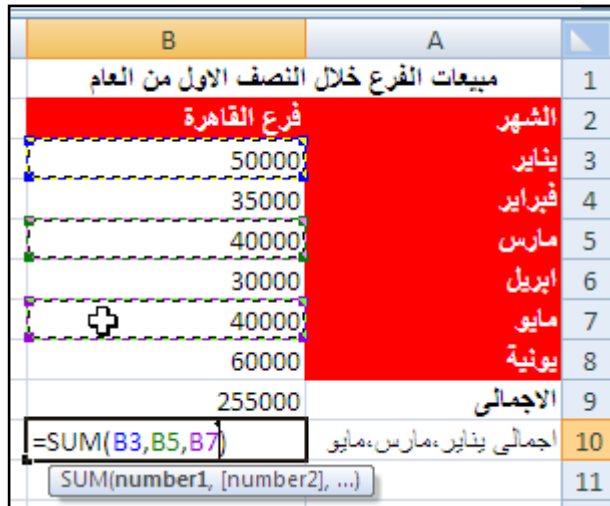 A B
1 مبيعات الفرع خلال النصف الاول من العام
2 الشهر فرع القاهرة
3 يناير 50000
4 فبراير 35000
5 مارس 40000
6 ابريل 30000
7 مايو 40000
8 يونية 60000
9 الاجمالى 255000
10 اجمالى يناير،مارس،مايو =SUM(B3,B5,B7)
11 SUM(number1, [number2], ...)